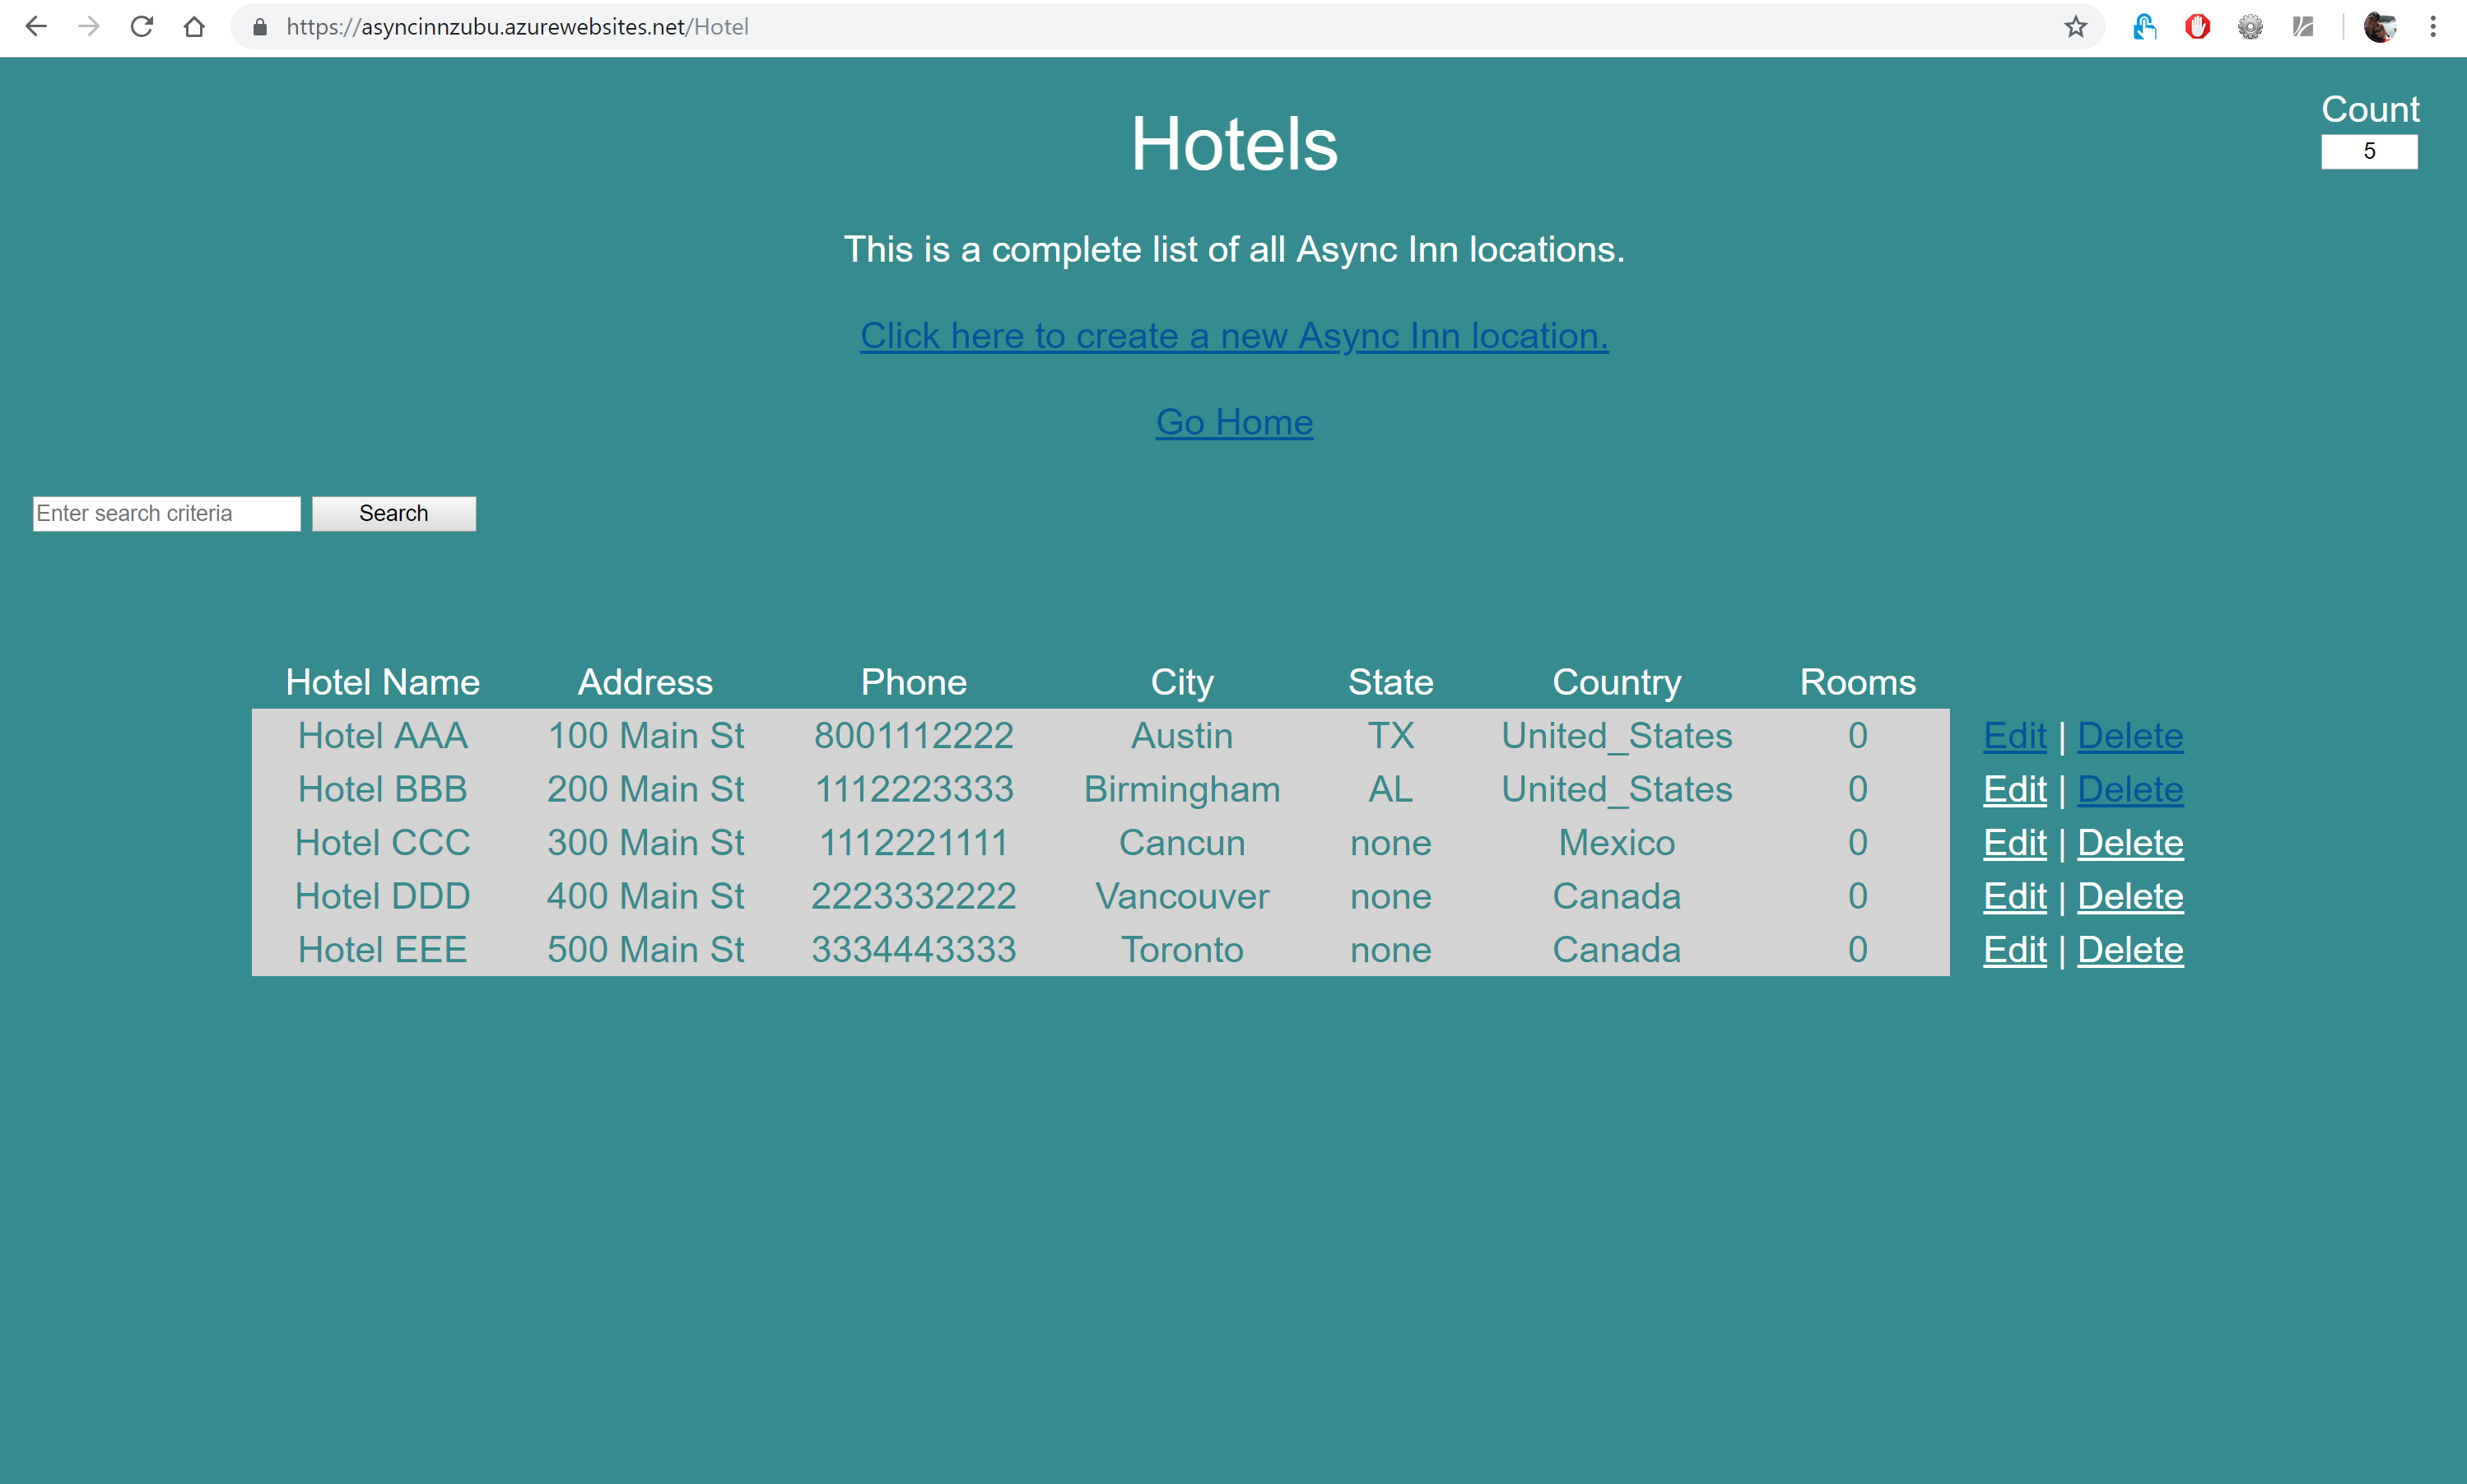 https://asyncinnzubu.azurewebsites.net/Hotel
Count
5
Hotels
This is a complete list of all Async Inn locations.
Click here to create a new Async Inn location.
Go Home
Enter search criteria Search
Hotel Name Address Phone City State Country Rooms
Hotel AAA 100 Main St 8001112222 Austin TX United_States 0 Edit | Delete
Hotel BBB 200 Main St 1112223333 Birmingham AL United_States 0 Edit | Delete
Hotel CCC 300 Main St 1112221111 Cancun none Mexico 0 Edit | Delete
Hotel DDD 400 Main St 2223332222 Vancouver none Canada 0 Edit | Delete
Hotel EEE 500 Main St 3334443333 Toronto none Canada 0 Edit | Delete